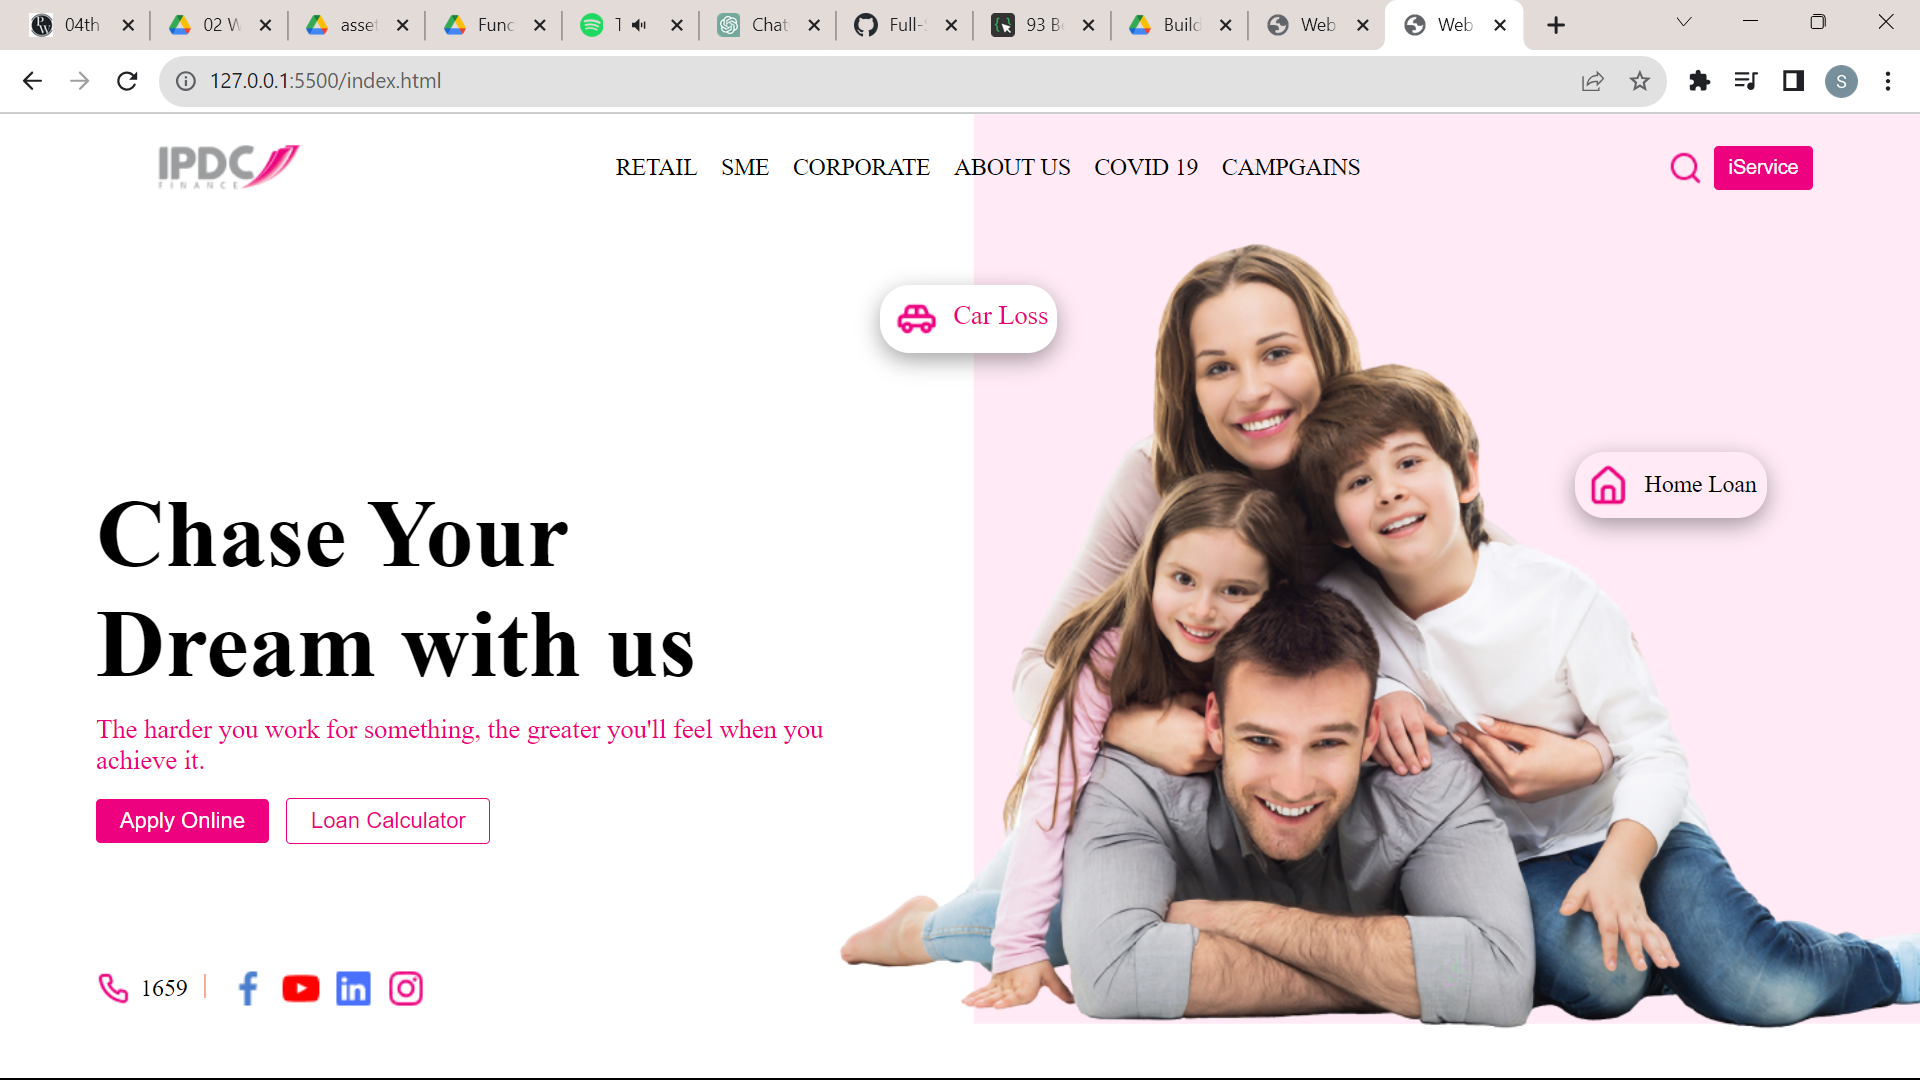 04th
02 W
asset
Func
T
Chat
Full-S
93 Be
Build
Web
Web
127.0.0.1:5500/index.html
S
IPDC
FINANCE
RETAIL SME CORPORATE ABOUT US COVID 19 CAMPGAINS
iService
Car Loss
Home Loan
Chase Your
Dream with us
The harder you work for something, the greater you'll feel when you
achieve it.
Apply Online Loan Calculator
1659